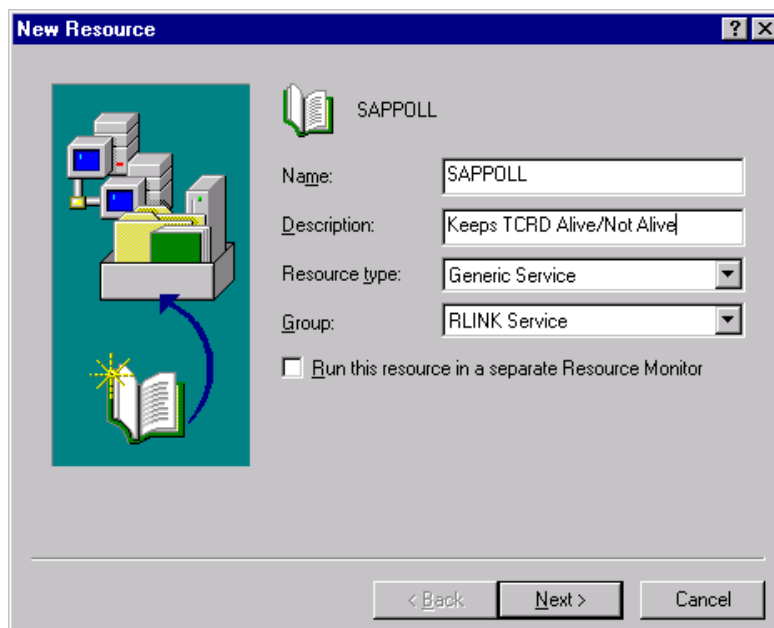 New Resource
SAPPOLL
Name: SAPPOLL
Description: Keeps TCRD Alive/Not Alive
Resource type: Generic Service
Group: RLINK Service
Run this resource in a separate Resource Monitor
< Back Next > Cancel